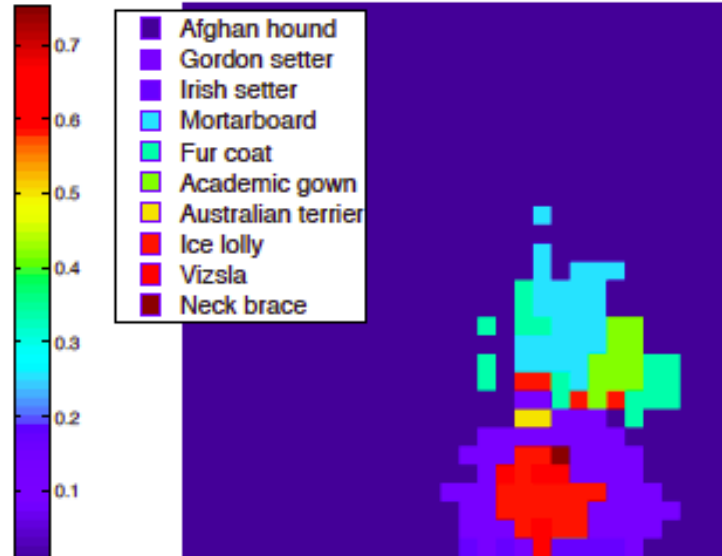 0.7
0.6
0.5
0.4
0.3
0.2
0.1
Afghan hound
Gordon setter
Irish setter
Mortarboard
Fur coat
Academic gown
Australian terrier
Ice lolly
Vizsla
Neck brace